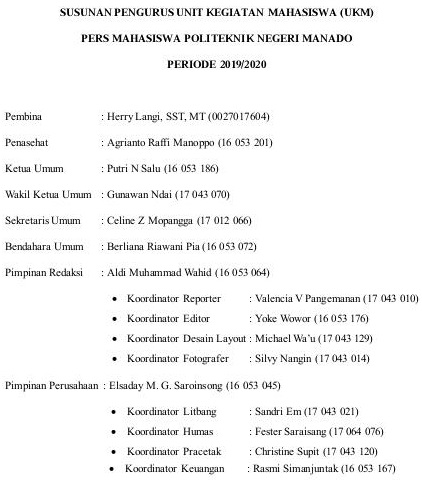 SUSUNAN PENGURUS UNIT KEGIATAN MAHASISWA (UKM)
PERS MAHASISWA POLITEKNIK NEGERI MANADO
PERIODE 2019/2020
Pembina : Herry Langi, SST, MT (0027017604)
Penasehat : Agrianto Raffi Manoppo (16 053 201)
Ketua Umum : Putri N Salu (16 053 186)
Wakil Ketua Umum : Gunawan Ndai (17 043 070)
Sekretaris Umum : Celine Z Mopangga (17 012 066)
Bendahara Umum : Berliana Riawani Pia (16 053 072)
Pimpinan Redaksi : Aldi Muhammad Wahid (16 053 064)
• Koordinator Reporter : Valencia V Pangemanan (17 043 010)
• Koordinator Editor : Yoke Wowor (16 053 176)
• Koordinator Desain Layout : Michael Wa'u (17 043 129)
• Koordinator Fotografer : Silvy Nangin (17 043 014)
Pimpinan Perusahaan : Elsaday M. G. Saroinsong (16 053 045)
• Koordinator Litbang : Sandri Em (17 043 021)
• Koordinator Humas : Fester Saraisang (17 064 076)
• Koordinator Pracetak : Christine Supit (17 043 120)
• Koordinator Keuangan : Rasmi Simanjuntak (16 053 167)